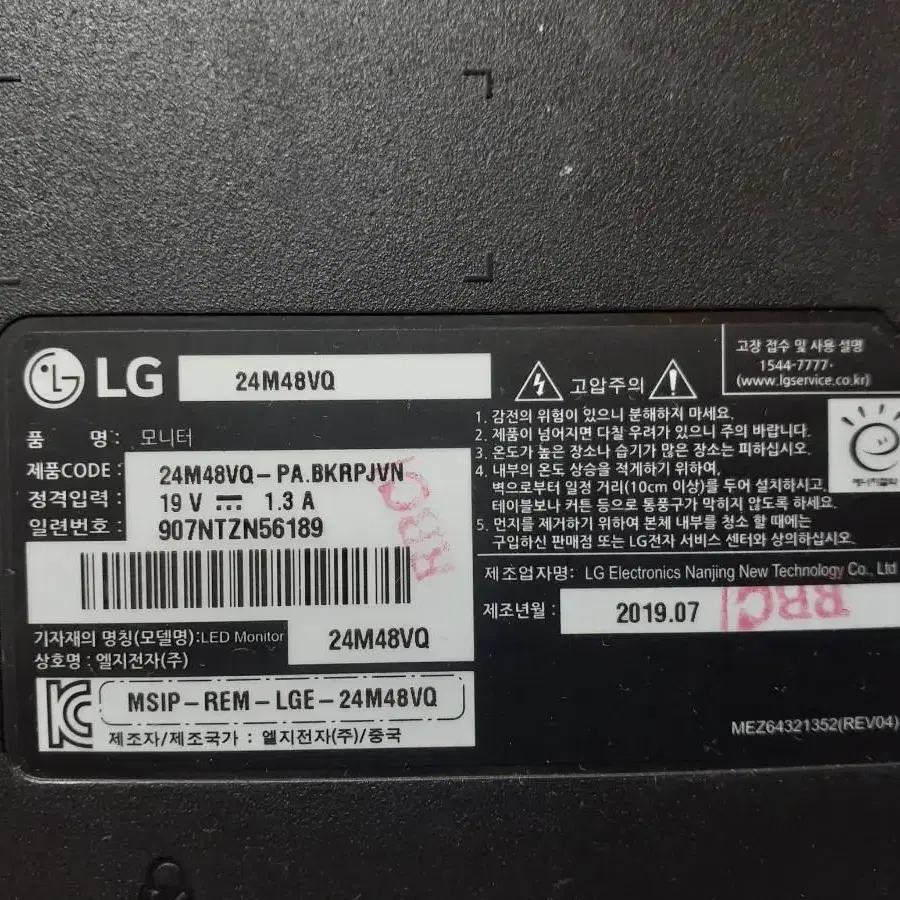 LG 24M48VQ
품 명 : 모니터
제품CODE : 24M48VQ-PA.BKRPJVN
정격입력 : 19 V ⎓ 1.3 A
일련번호 : 907NTZN56189
RBC
기자재의 명칭(모델명):LED Monitor 24M48VQ
상호명 : 엘지전자(주)
MSIP-REM-LGE-24M48VQ
제조자/제조국가 : 엘지전자(주)/중국
고압주의
고장 접수 및 사용 설명
1544-7777·
(www.lgservice.co.kr)
1. 감전의 위험이 있으니 분해하지 마세요.
2. 제품이 넘어지면 다칠 우려가 있으니 주의 바랍니다.
3. 온도가 높은 장소나 습기가 많은 장소는 피하십시오.
4. 내부의 온도 상승을 적게하기 위하여,
벽으로부터 일정 거리(10cm 이상)를 두어 설치하시고,
테이블보나 커튼 등으로 통풍구가 막히지 않도록 하세요.
5. 먼지를 제거하기 위하여 본체 내부를 청소 할 때에는
구입하신 판매점 또는 LG전자 서비스 센터와 상의하십시오.
에너지절약
제조업자명: LG Electronics Nanjing New Technology Co., Ltd
제조년월 : 2019.07
RBC
MEZ64321352(REV04)